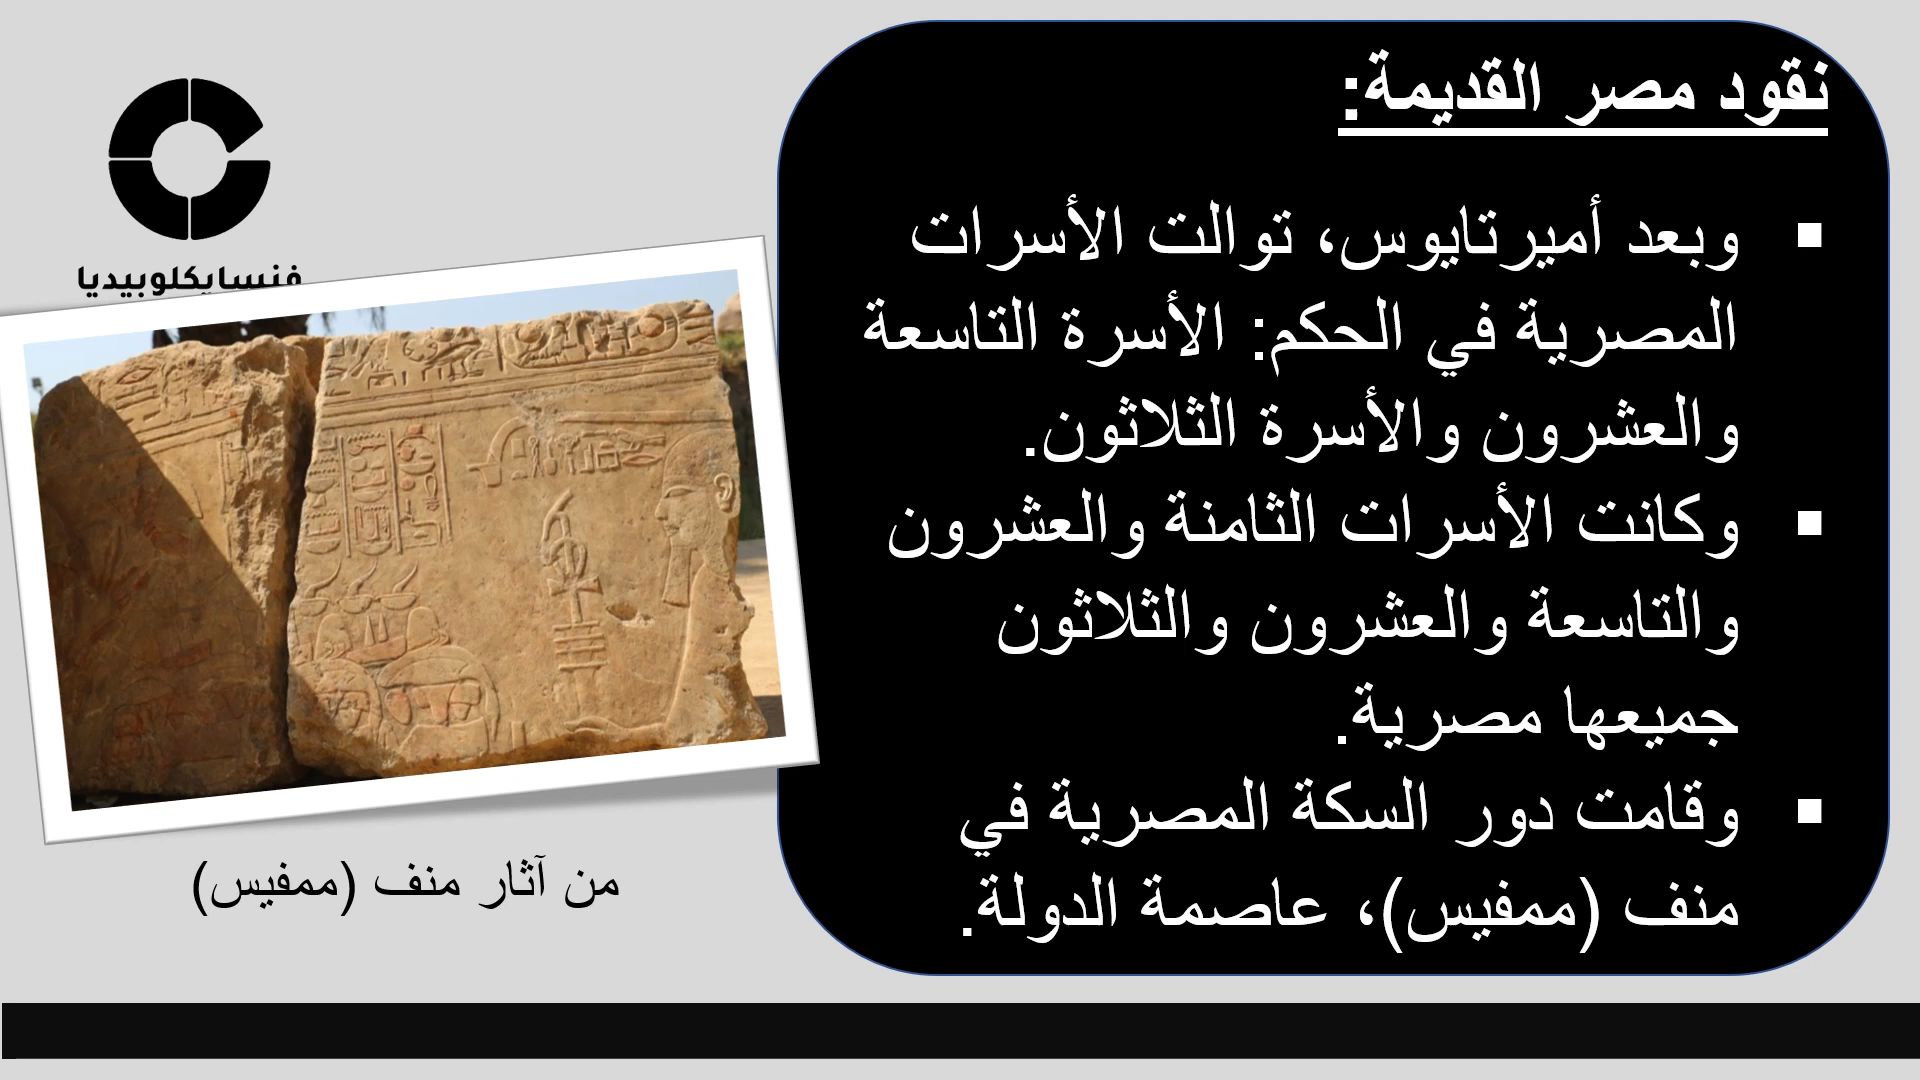 نقود مصر القديمة:
▪ وبعد أميرتايوس، توالت الأسرات
المصرية في الحكم: الأسرة التاسعة
والعشرون والأسرة الثلاثون.
▪ وكانت الأسرات الثامنة والعشرون
والتاسعة والعشرون والثلاثون
جميعها مصرية.
▪ وقامت دور السكة المصرية في
منف (ممفيس)، عاصمة الدولة.
فنسايكلوبيديا
من آثار منف (ممفيس)